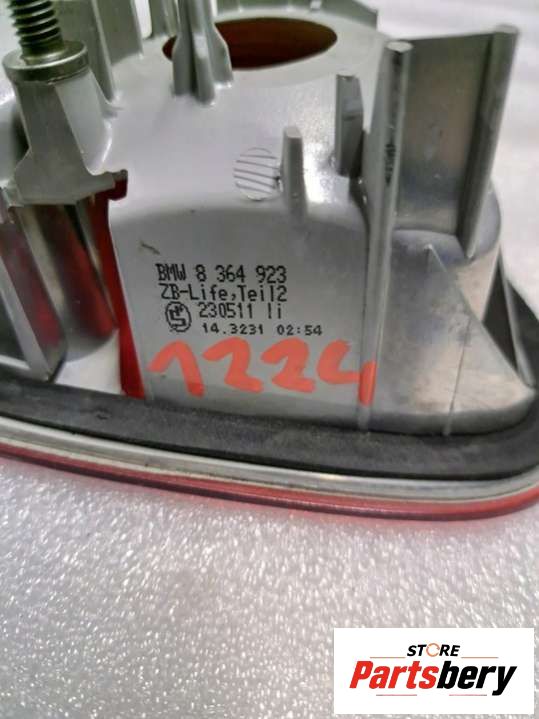 BMW 8 364 923
ZB-Life,Teil2
230511 li
14.3231 02:54
1224
STORE
Partsbery